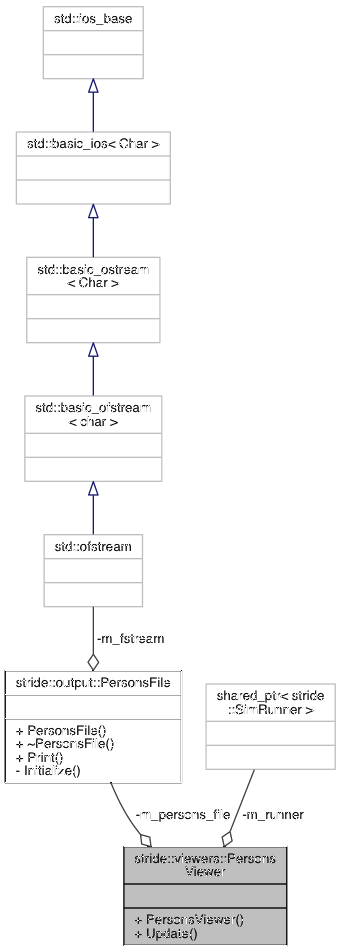 std::ios_base
std::basic_ios< Char >
std::basic_ostream
< Char >
std::basic_ofstream
< char >
std::ofstream
-m_fstream
stride::output::PersonsFile
+ PersonsFile()
+ ~PersonsFile()
+ Print()
- Initialize()
shared_ptr< stride
::SimRunner >
-m_persons_file
-m_runner
stride::viewers::Persons
Viewer
+ PersonsViewer()
+ Update()